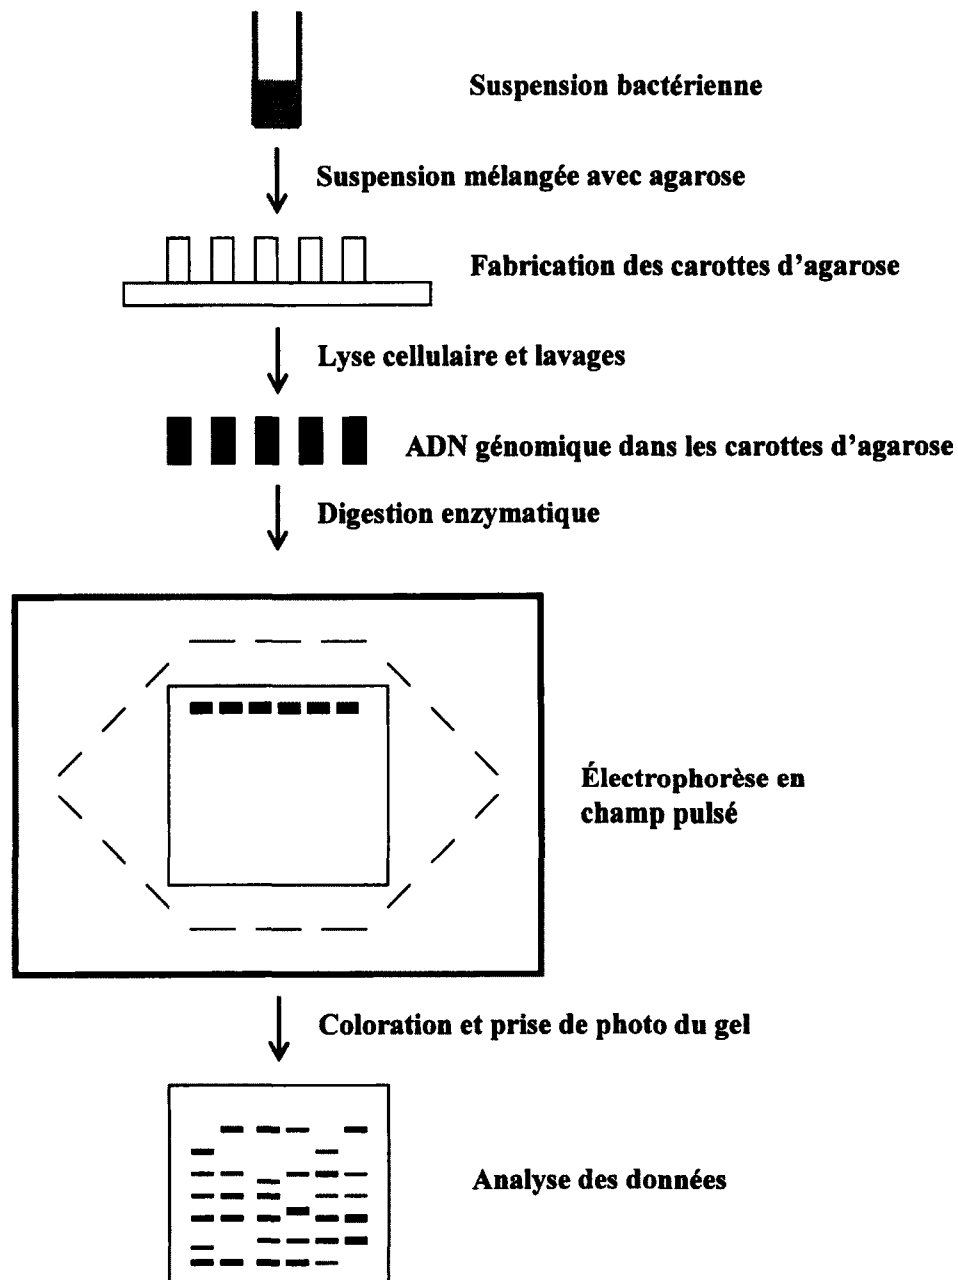 Suspension bactérienne
Suspension mélangée avec agarose
Fabrication des carottes d'agarose
Lyse cellulaire et lavages
ADN génomique dans les carottes d'agarose
Digestion enzymatique
Électrophorèse en
champ pulsé
Coloration et prise de photo du gel
Analyse des données